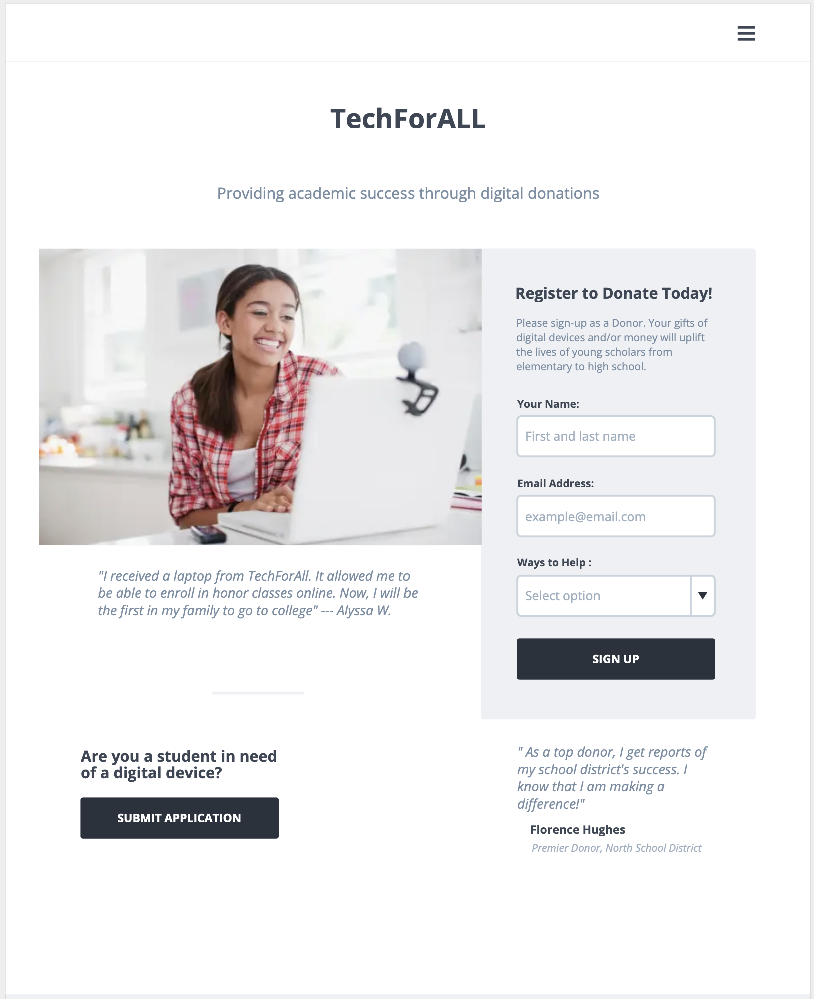 TechForALL
Providing academic success through digital donations
Register to Donate Today!
Please sign-up as a Donor. Your gifts of
digital devices and/or money will uplift
the lives of young scholars from
elementary to high school.
Your Name:
First and last name
Email Address:
example@email.com
Ways to Help :
Select option
SIGN UP
"I received a laptop from TechForAll. It allowed me to
be able to enroll in honor classes online. Now, I will be
the first in my family to go to college" --- Alyssa W.
Are you a student in need
of a digital device?
SUBMIT APPLICATION
" As a top donor, I get reports of
my school district's success. I
know that I am making a
difference!"
Florence Hughes
Premier Donor, North School District